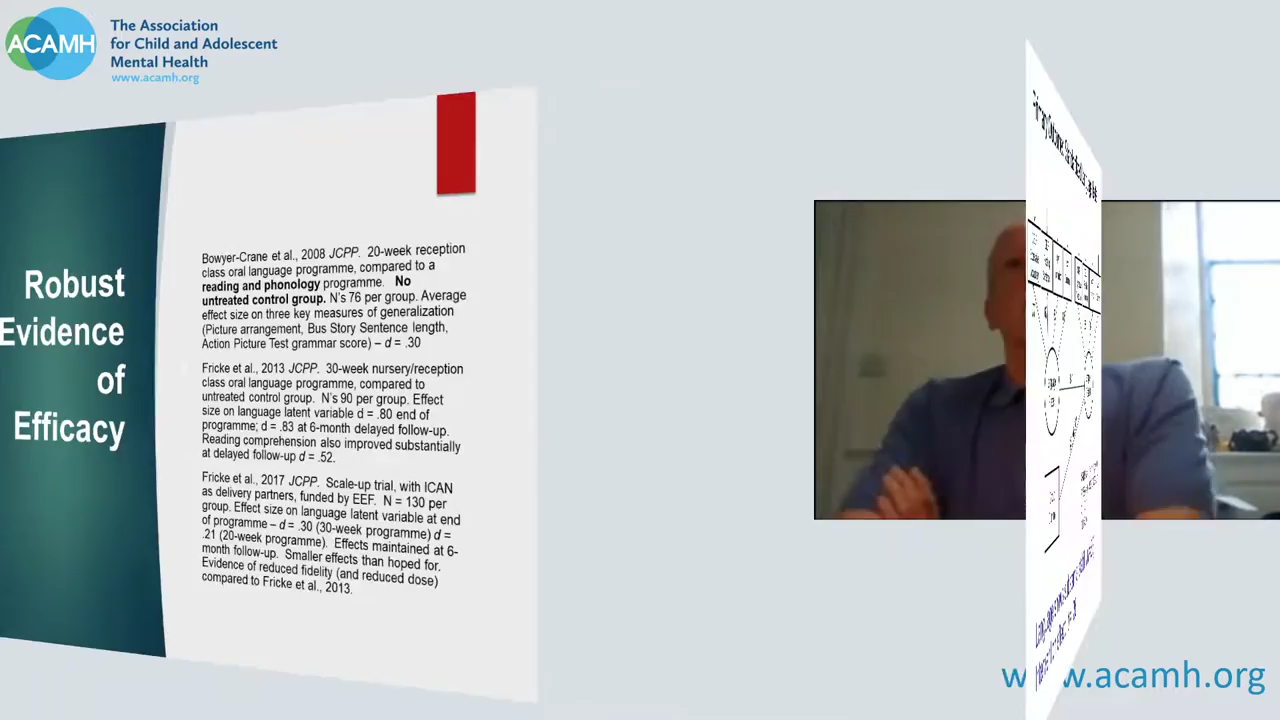 ACAMH
The Association
for Child and Adolescent
Mental Health
www.acamh.org
Robust
Evidence
of
Efficacy
Bowyer-Crane et al., 2008 JCPP. 20-week reception
class oral language programme, compared to a
reading and phonology programme. No
untreated control group. N's 76 per group. Average
effect size on three key measures of generalization
(Picture arrangement, Bus Story Sentence length,
Action Picture Test grammar score) – d = .30
Fricke et al., 2013 JCPP. 30-week nursery/reception
class oral language programme, compared to
untreated control group. N's 90 per group. Effect
size on language latent variable d = .80 end of
programme; d = .83 at 6-month delayed follow-up.
Reading comprehension also improved substantially
at delayed follow-up d = .52.
Fricke et al., 2017 JCPP. Scale-up trial, with ICAN
as delivery partners, funded by EEF. N = 130 per
group. Effect size on language latent variable at end
of programme – d = .30 (30-week programme) d =
.21 (20-week programme). Effects maintained at 6-
month follow-up. Smaller effects than hoped for.
Evidence of reduced fidelity (and reduced dose)
compared to Fricke et al., 2013.
Primary Outcome:
www.acamh.org